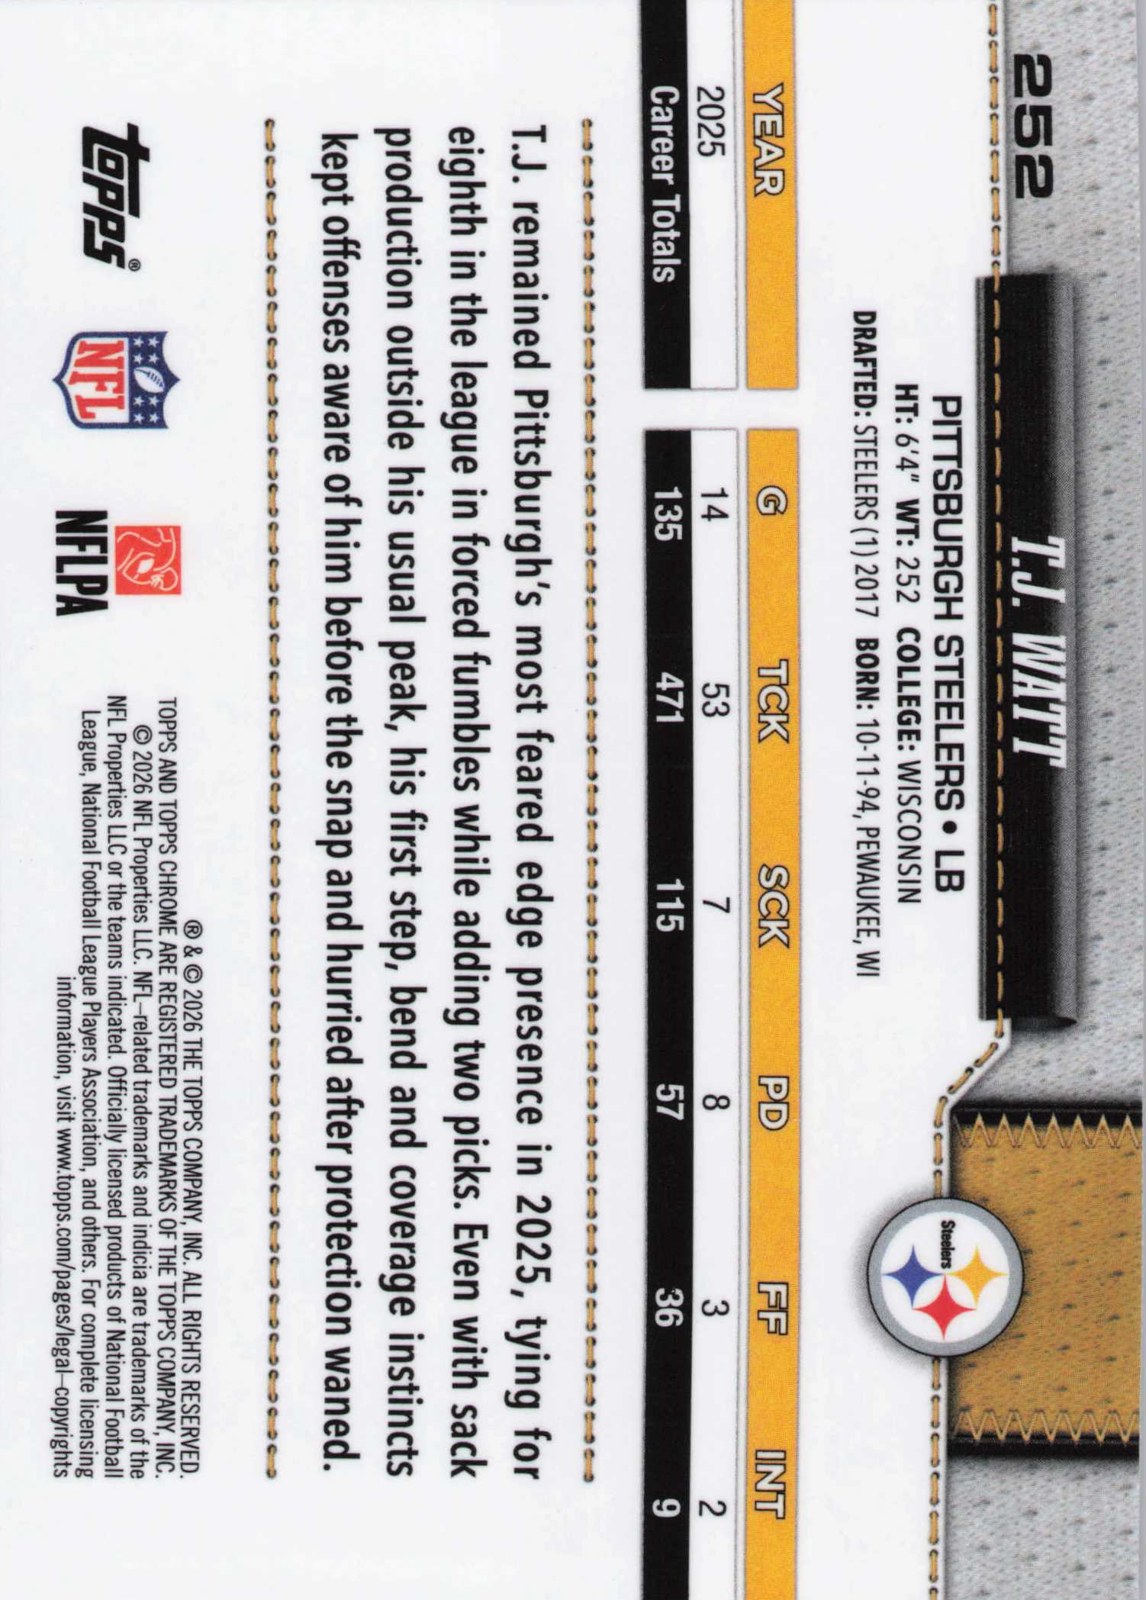 252
T.J. WATT
PITTSBURGH STEELERS • LB
HT: 6'4" WT: 252 COLLEGE: WISCONSIN
DRAFTED: STEELERS (1) 2017 BORN: 10-11-94, PEWAUKEE, WI
Steelers
YEAR G TCK SCK PD FF INT
2025 14 53 7 8 3 2
Career Totals 135 471 115 57 36 9
T.J. remained Pittsburgh's most feared edge presence in 2025, tying for
eighth in the league in forced fumbles while adding two picks. Even with sack
production outside his usual peak, his first step, bend and coverage instincts
kept offenses aware of him before the snap and hurried after protection waned.
topps®
NFL
NFLPA
® & © 2026 THE TOPPS COMPANY, INC. ALL RIGHTS RESERVED.
TOPPS AND TOPPS CHROME ARE REGISTERED TRADEMARKS OF THE TOPPS COMPANY, INC.
© 2026 NFL Properties LLC. NFL-related trademarks and indicia are trademarks of the
NFL Properties LLC or the teams indicated. Officially licensed products of National Football
League, National Football League Players Association, and others. For complete licensing
information, visit www.topps.com/pages/legal-copyrights